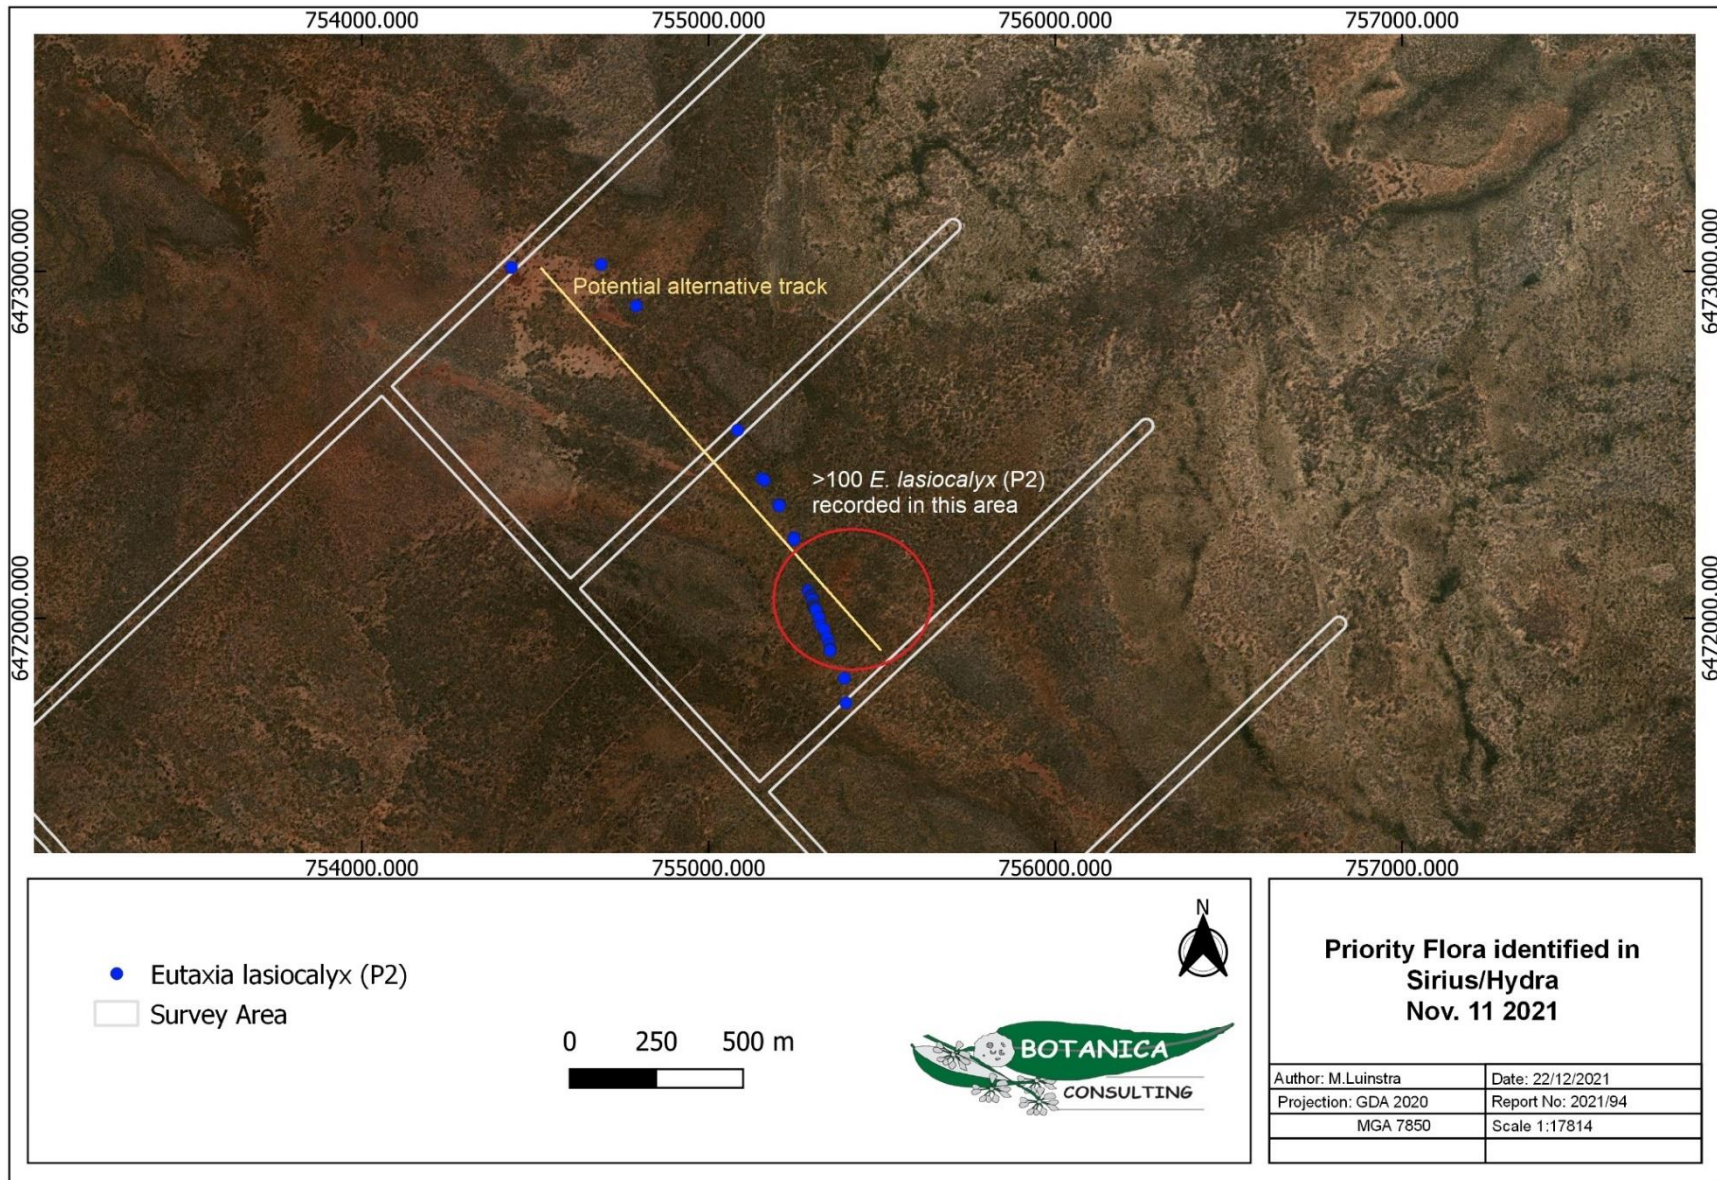 754000.000
755000.000
756000.000
757000.000
6473000.000
6473000.000
Potential alternative track
>100 E. lasiocalyx (P2)
recorded in this area
6472000.000
6472000.000
754000.000
755000.000
756000.000
757000.000
Eutaxia lasiocalyx (P2)
Survey Area
0 250 500 m
N
BOTANICA
CONSULTING
Priority Flora identified in
Sirius/Hydra
Nov. 11 2021
Author: M.Luinstra
Date: 22/12/2021
Projection: GDA 2020
Report No: 2021/94
MGA 7850
Scale 1:17814